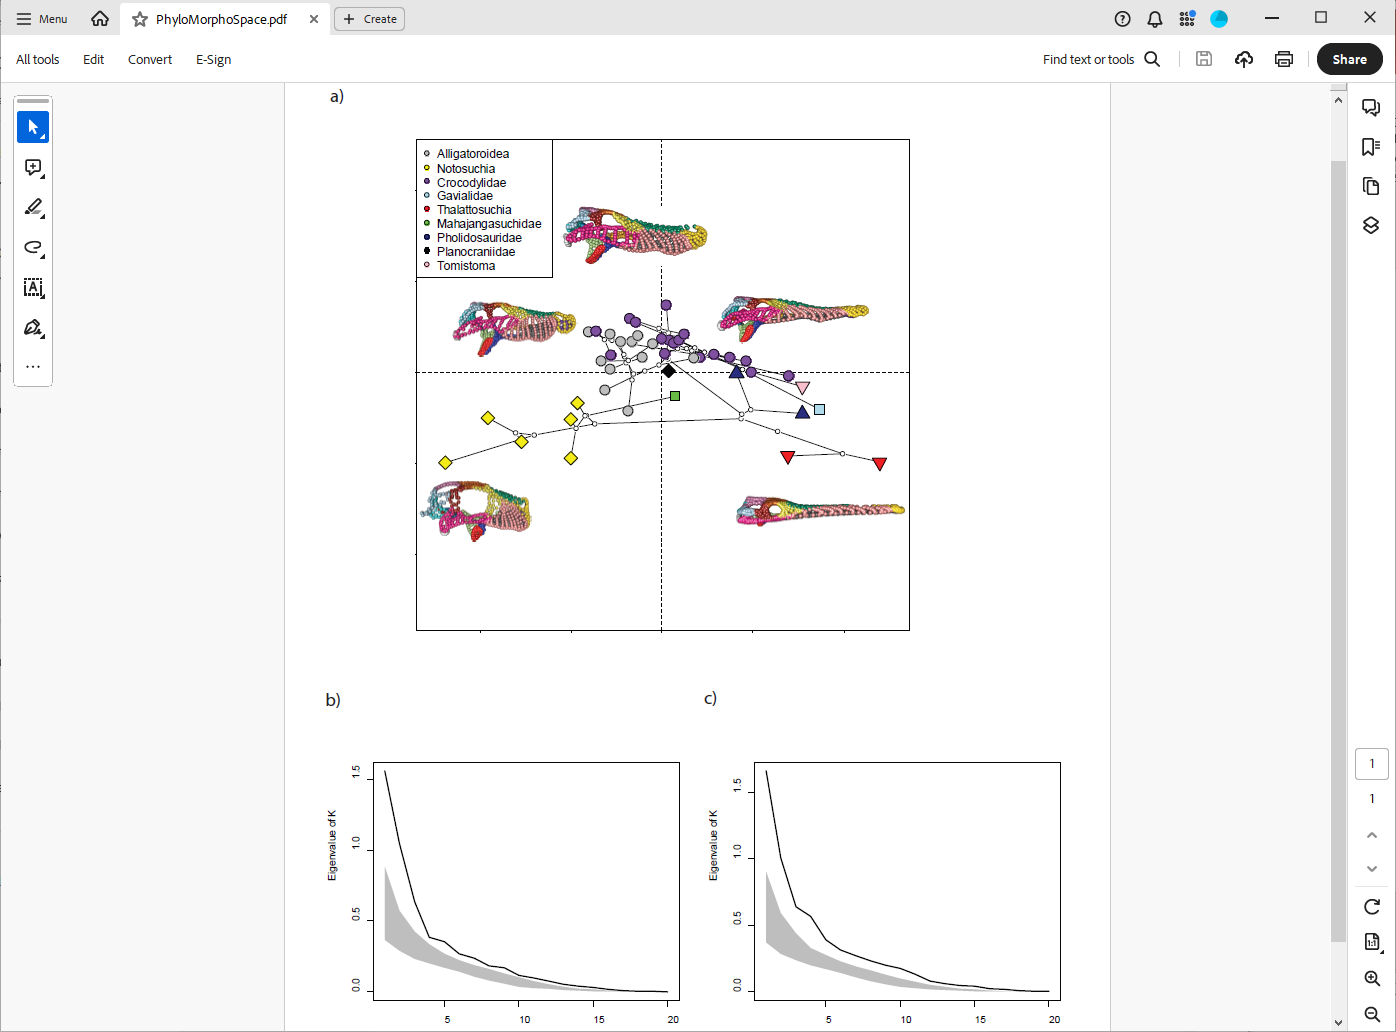 Menu
PhyloMorphoSpace.pdf
Create
All tools
Edit
Convert
E-Sign
Find text or tools
Share
a)
Alligatoroidea
Notosuchia
Crocodylidae
Gavialidae
Thalattosuchia
Mahajangasuchidae
Pholidosauridae
Planocraniidae
Tomistoma
b)
c)
Eigenvalue of K
1.5
1.0
0.5
0.0
5
10
15
20
Eigenvalue of K
1.5
1.0
0.5
0.0
5
10
15
20
1
1
1:1
A